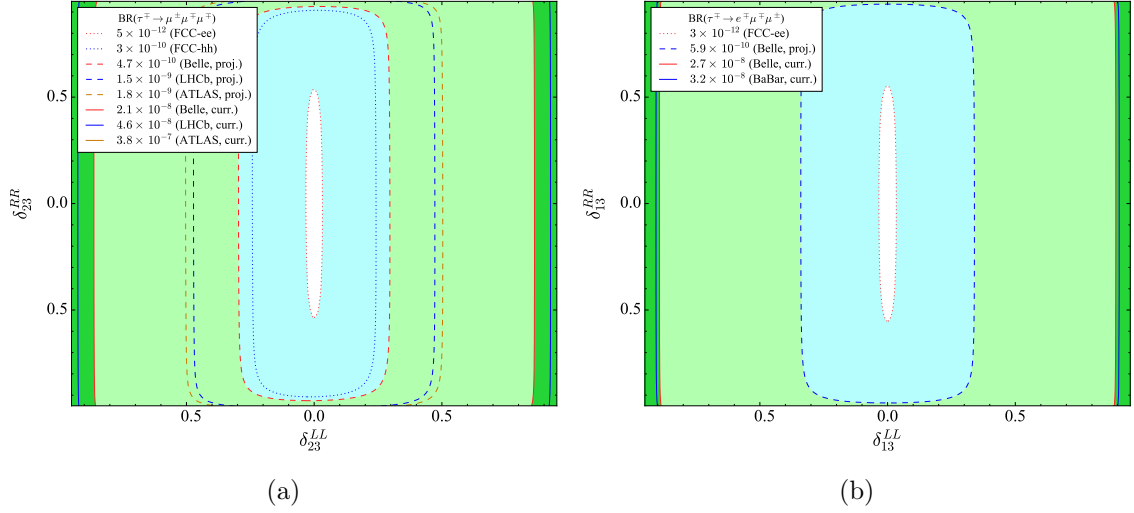 BR(τ∓ → μ±μ∓μ∓)
5 × 10−12 (FCC-ee)
3 × 10−10 (FCC-hh)
4.7 × 10−10 (Belle, proj.)
1.5 × 10−9 (LHCb, proj.)
1.8 × 10−9 (ATLAS, proj.)
2.1 × 10−8 (Belle, curr.)
4.6 × 10−8 (LHCb, curr.)
3.8 × 10−7 (ATLAS, curr.)
0.5
0.0
0.5
δ23RR
0.5 0.0 0.5
δ23LL
(a)
BR(τ∓ → e∓μ∓μ±)
3 × 10−12 (FCC-ee)
5.9 × 10−10 (Belle, proj.)
2.7 × 10−8 (Belle, curr.)
3.2 × 10−8 (BaBar, curr.)
0.5
0.0
0.5
δ13RR
0.5 0.0 0.5
δ13LL
(b)